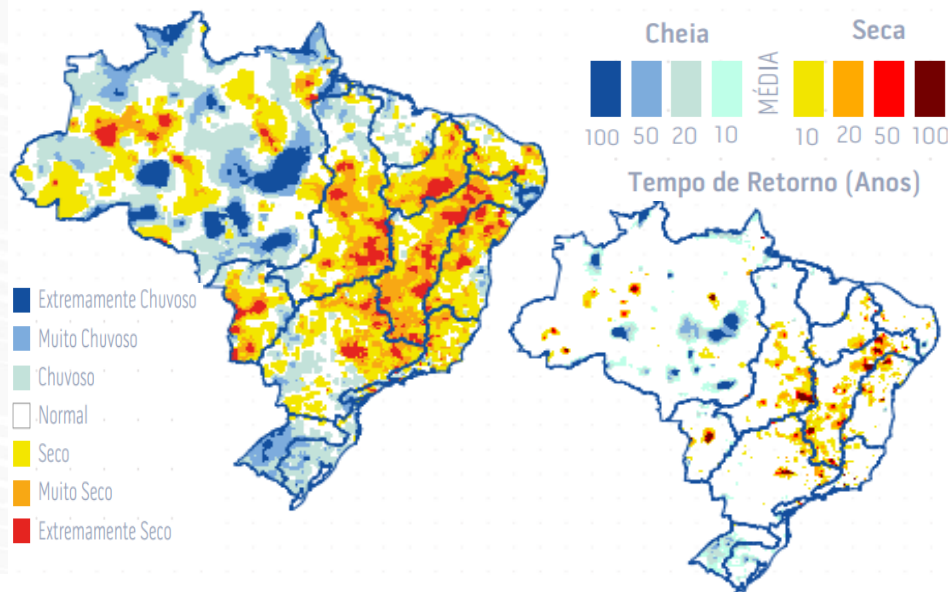 Cheia
Seca
MÉDIA
100 50 20 10
10 20 50 100
Tempo de Retorno (Anos)
Extremamente Chuvoso
Muito Chuvoso
Chuvoso
Normal
Seco
Muito Seco
Extremamente Seco